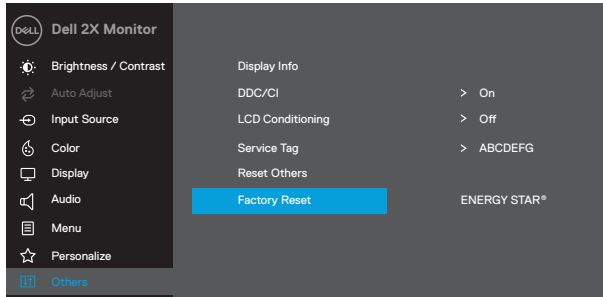 DELL Dell 2X Monitor
Brightness / Contrast
Auto Adjust
Input Source
Color
Display
Audio
Menu
Personalize
Others
Display Info
DDC/CI > On
LCD Conditioning > Off
Service Tag > ABCDEFG
Reset Others
Factory Reset ENERGY STAR®